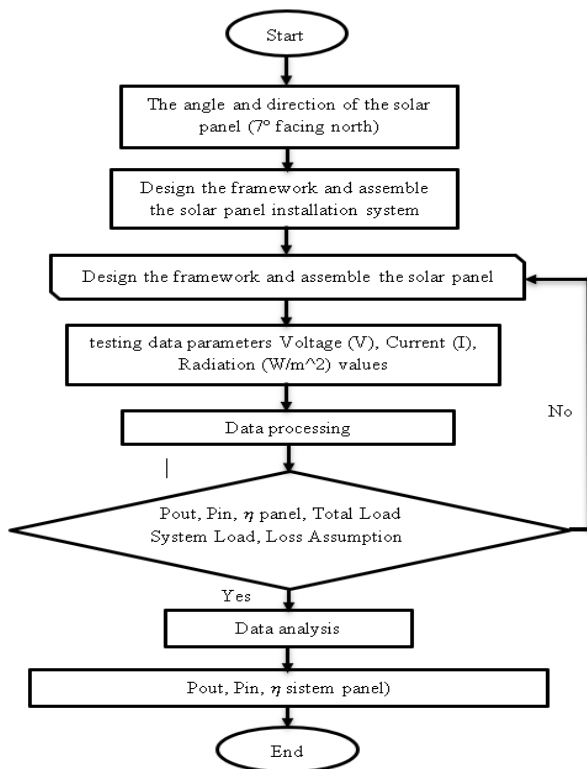 Start
The angle and direction of the solar
panel (7º facing north)
Design the framework and assemble
the solar panel installation system
Design the framework and assemble the solar panel
testing data parameters Voltage (V), Current (I),
Radiation (W/m^2) values
No
Data processing
Pout, Pin, η panel, Total Load
System Load, Loss Assumption
Yes
Data analysis
Pout, Pin, η sistem panel)
End